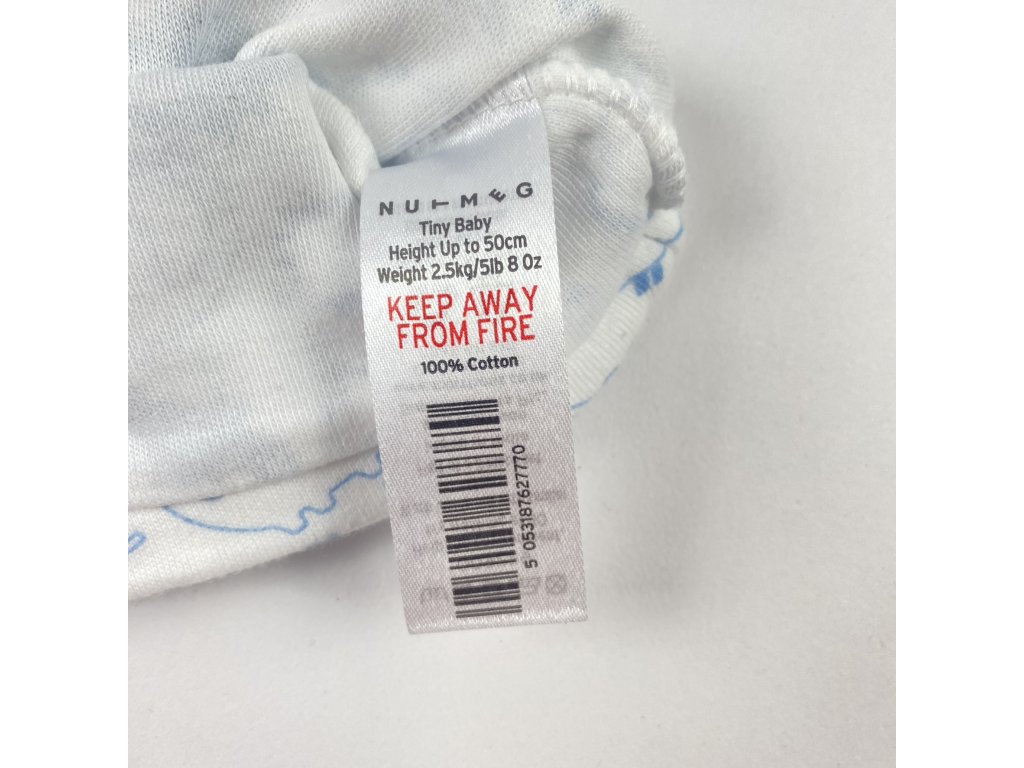 NUTMEG
Tiny Baby
Height Up to 50cm
Weight 2.5kg/5lb 8 Oz
KEEP AWAY
FROM FIRE
100% Cotton
5 053187627770